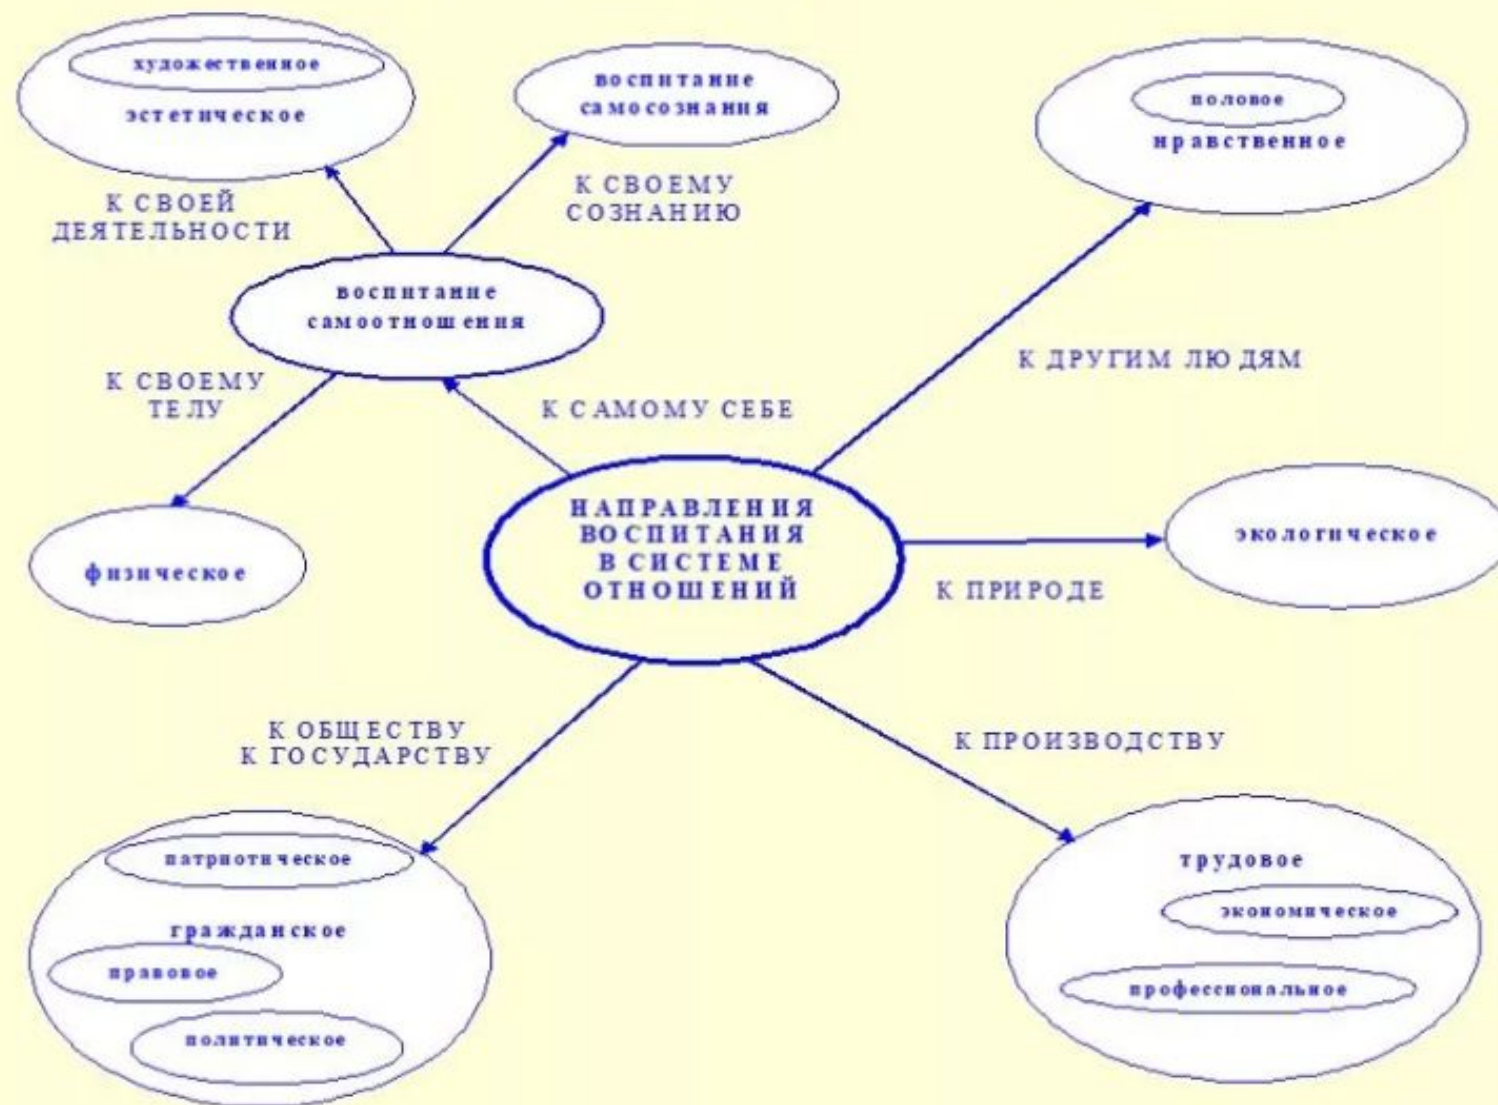 художественное
эстетическое
воспитание
самосознания
половое
нравственное
К СВОЕЙ
ДЕЯТЕЛЬНОСТИ
К СВОЕМУ
СОЗНАНИЮ
воспитание
самоотношения
К ДРУГИМ ЛЮДЯМ
К СВОЕМУ
ТЕЛУ
К САМОМУ СЕБЕ
НАПРАВЛЕНИЯ
ВОСПИТАНИЯ
В СИСТЕМЕ
ОТНОШЕНИЙ
экологическое
физическое
К ПРИРОДЕ
К ОБЩЕСТВУ
К ГОСУДАРСТВУ
К ПРОИЗВОДСТВУ
патриотическое
гражданское
правовое
политическое
трудовое
экономическое
профессиональное